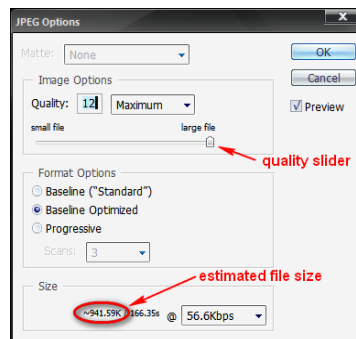 JPEG Options
x
Matte: None
OK
Image Options
Cancel
Quality: 12 Maximum
Preview
small file large file
quality slider
Format Options
Baseline ("Standard")
Baseline Optimized
Progressive
Scans: 3
estimated file size
Size
~941.59K 166.35s @ 56.6Kbps